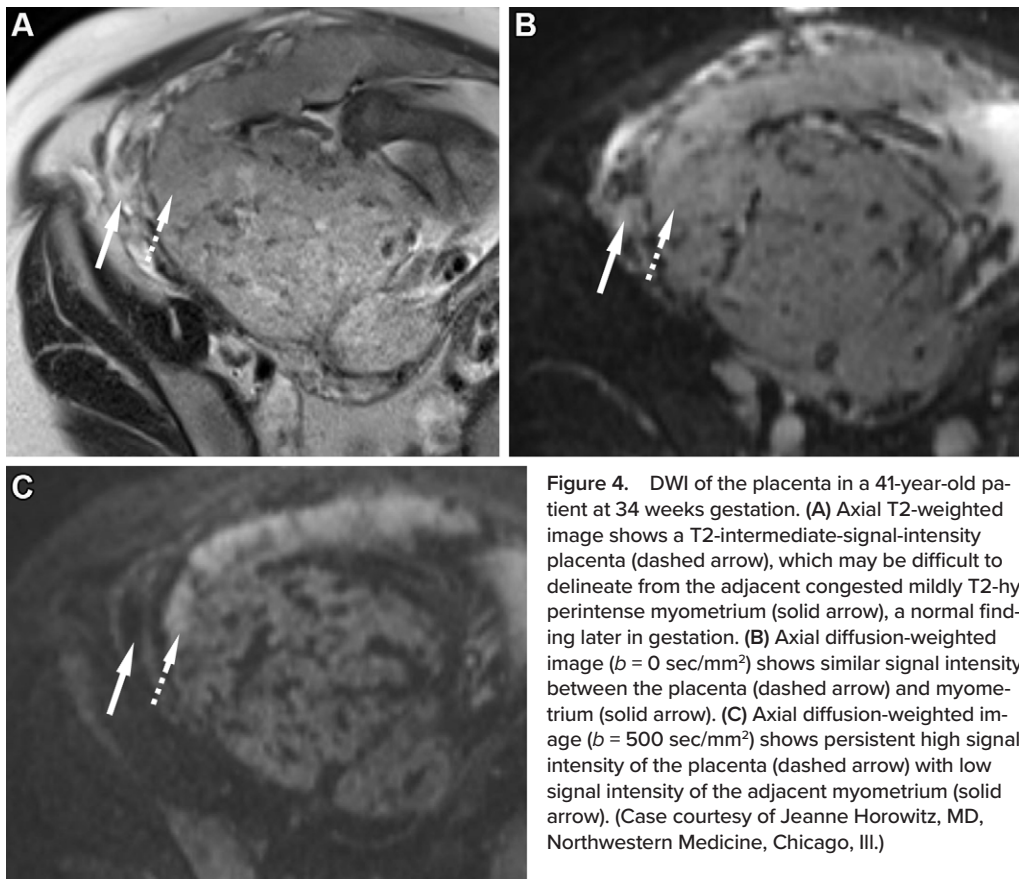 A
B
C
Figure 4. DWI of the placenta in a 41-year-old pa-
tient at 34 weeks gestation. (A) Axial T2-weighted
image shows a T2-intermediate-signal-intensity
placenta (dashed arrow), which may be difficult to
delineate from the adjacent congested mildly T2-hy
perintense myometrium (solid arrow), a normal find-
ing later in gestation. (B) Axial diffusion-weighted
image (b = 0 sec/mm²) shows similar signal intensity
between the placenta (dashed arrow) and myome-
trium (solid arrow). (C) Axial diffusion-weighted im-
age (b = 500 sec/mm²) shows persistent high signal
intensity of the placenta (dashed arrow) with low
signal intensity of the adjacent myometrium (solid
arrow). (Case courtesy of Jeanne Horowitz, MD,
Northwestern Medicine, Chicago, Ill.)